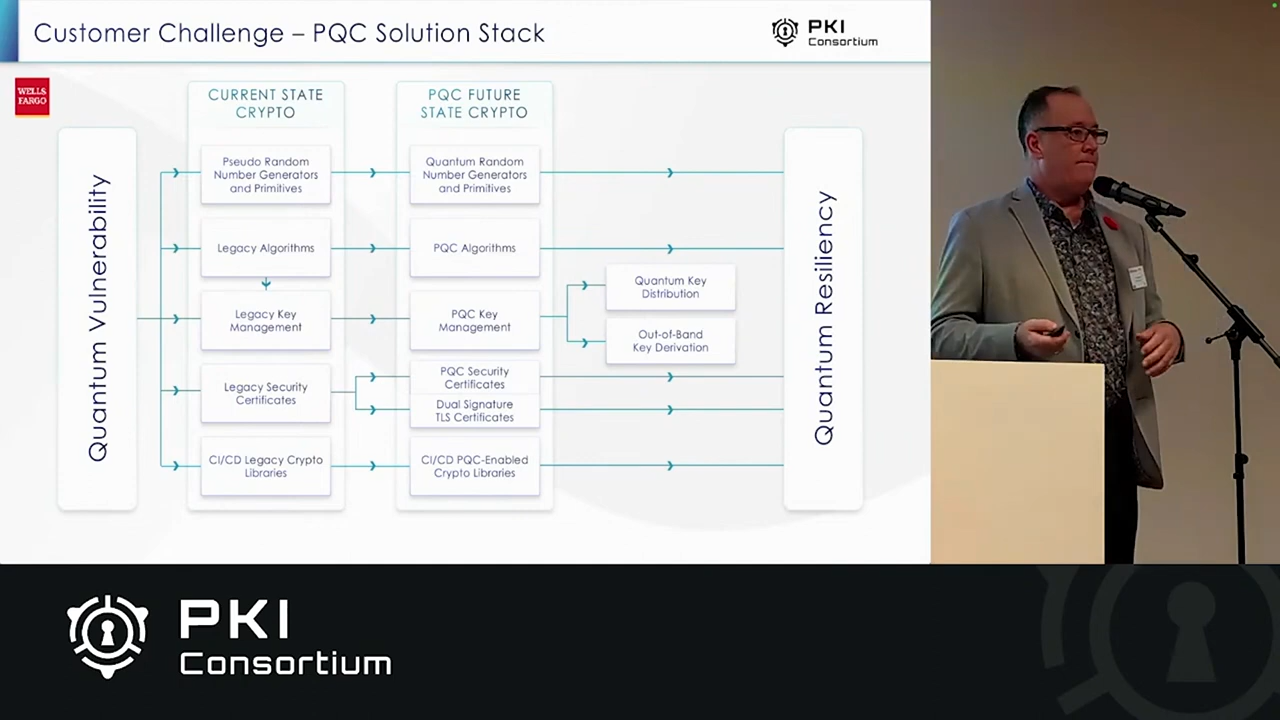 Customer Challenge – PQC Solution Stack
PKI
Consortium
WELLS
FARGO
Quantum Vulnerability
CURRENT STATE
CRYPTO
Pseudo Random
Number Generators
and Primitives
Legacy Algorithms
Legacy Key
Management
Legacy Security
Certificates
CI/CD Legacy Crypto
Libraries
PQC FUTURE
STATE CRYPTO
Quantum Random
Number Generators
and Primitives
PQC Algorithms
PQC Key
Management
PQC Security
Certificates
Dual Signature
TLS Certificates
CI/CD PQC-Enabled
Crypto Libraries
Quantum Key
Distribution
Out-of-Band
Key Derivation
Quantum Resiliency
PKI
Consortium